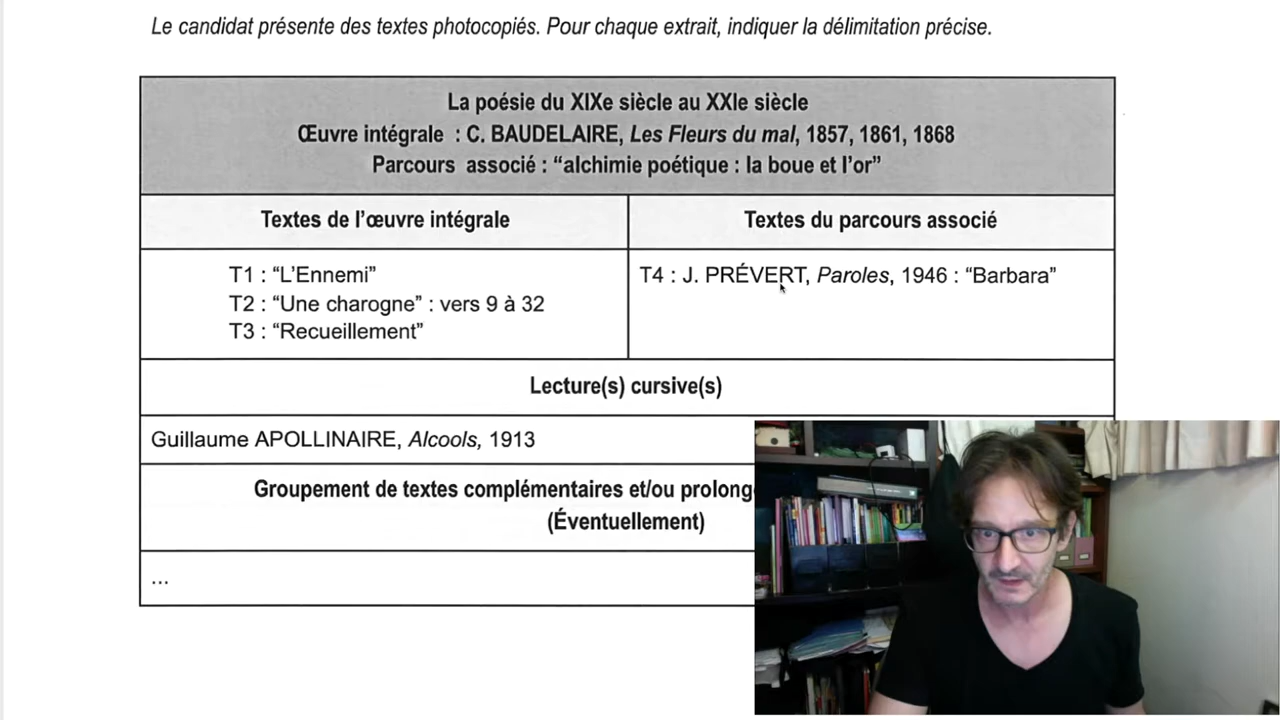 Le candidat présente des textes photocopiés. Pour chaque extrait, indiquer la délimitation précise.
La poésie du XIXe siècle au XXIe siècle
Œuvre intégrale : C. BAUDELAIRE, Les Fleurs du mal, 1857, 1861, 1868
Parcours associé : “alchimie poétique : la boue et l’or”
Textes de l’œuvre intégrale
Textes du parcours associé
T1 : “L’Ennemi”
T2 : “Une charogne” : vers 9 à 32
T3 : “Recueillement”
T4 : J. PRÉVERT, Paroles, 1946 : “Barbara”
Lecture(s) cursive(s)
Guillaume APOLLINAIRE, Alcools, 1913
Groupement de textes complémentaires et/ou
(Éventuellement)
...